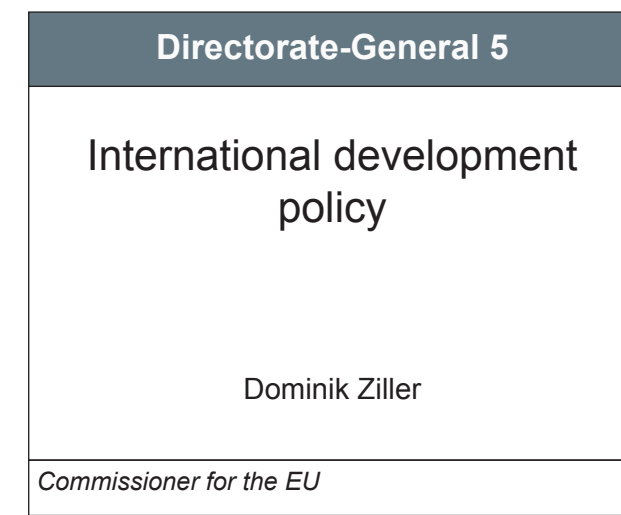 Directorate-General 5
International development
policy
Dominik Ziller
Commissioner for the EU